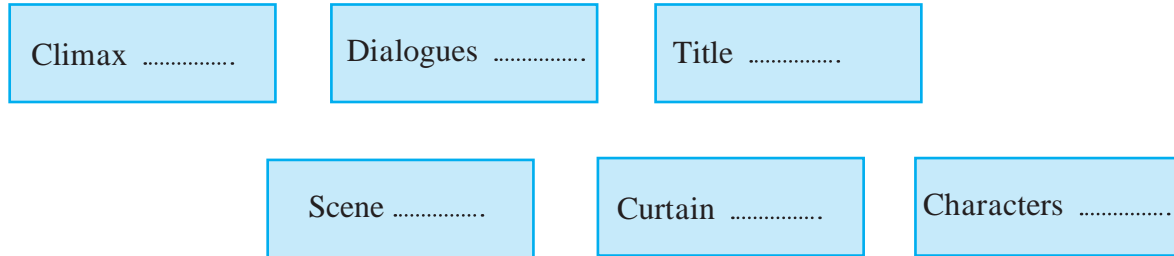 Climax ................
Dialogues ................
Title ................
Scene ................
Curtain ................
Characters ................